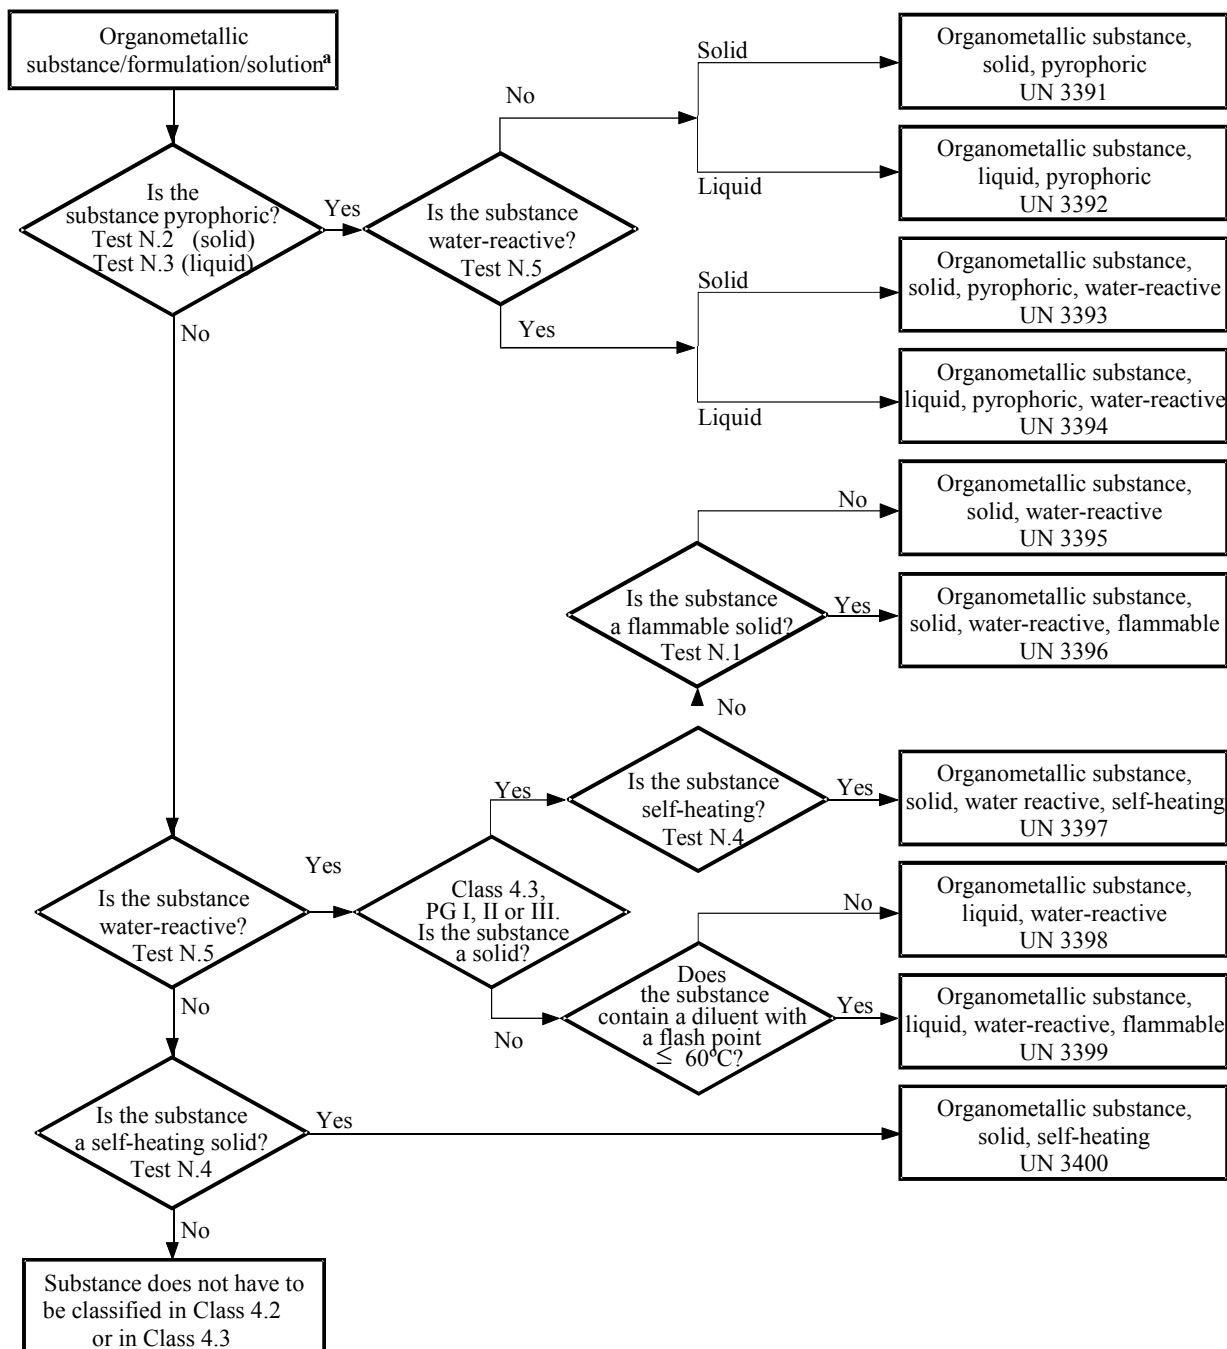 Organometallic
substance/formulation/solutionᵃ
Solid
Organometallic substance,
solid, pyrophoric
UN 3391
No
Is the
substance pyrophoric?
Test N.2 (solid)
Test N.3 (liquid)
Yes
Is the substance
water-reactive?
Test N.5
Liquid
Organometallic substance,
liquid, pyrophoric
UN 3392
Solid
Organometallic substance,
solid, pyrophoric, water-reactive
UN 3393
No
Yes
Liquid
Organometallic substance,
liquid, pyrophoric, water-reactive
UN 3394
No
Organometallic substance,
solid, water-reactive
UN 3395
Is the substance
a flammable solid?
Test N.1
Yes
Organometallic substance,
solid, water-reactive, flammable
UN 3396
No
Yes
Is the substance
self-heating?
Test N.4
Yes
Organometallic substance,
solid, water reactive, self-heating
UN 3397
Is the substance
water-reactive?
Test N.5
Yes
Class 4.3,
PG I, II or III.
Is the substance
a solid?
No
Organometallic substance,
liquid, water-reactive
UN 3398
No
No
Does
the substance
contain a diluent with
a flash point
≤ 60ºC?
Yes
Organometallic substance,
liquid, water-reactive, flammable
UN 3399
Is the substance
a self-heating solid?
Test N.4
Yes
Organometallic substance,
solid, self-heating
UN 3400
No
Substance does not have to
be classified in Class 4.2
or in Class 4.3